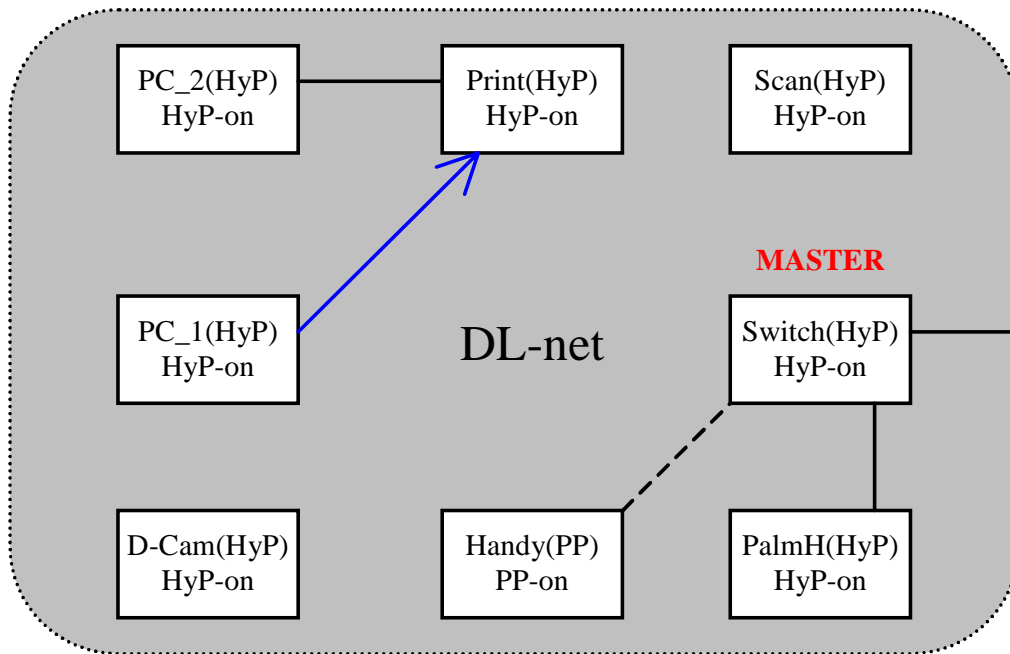 PC_2(HyP)
HyP-on
Print(HyP)
HyP-on
Scan(HyP)
HyP-on
MASTER
PC_1(HyP)
HyP-on
DL-net
Switch(HyP)
HyP-on
D-Cam(HyP)
HyP-on
Handy(PP)
PP-on
PalmH(HyP)
HyP-on